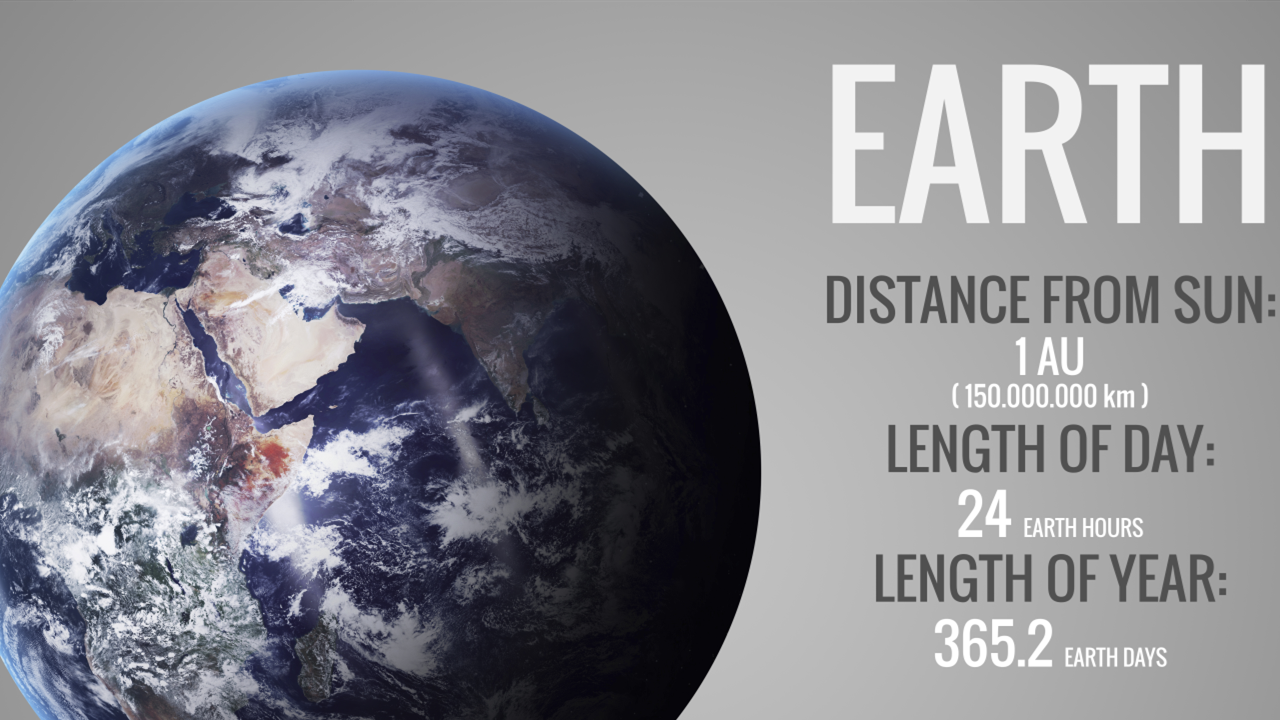 EARTH
DISTANCE FROM SUN:
1 AU
( 150.000.000 km )
LENGTH OF DAY:
24 EARTH HOURS
LENGTH OF YEAR:
365.2 EARTH DAYS